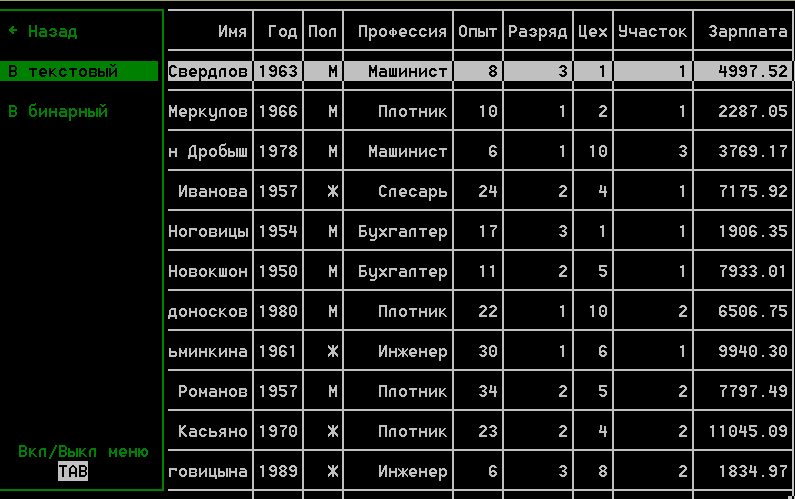 ← Назад
Имя Год Пол Профессия Опыт Разряд Цех Участок Зарплата
В текстовый
Свердлов 1963 М Машинист 8 3 1 1 4997.52
В бинарный
Меркулов 1966 М Плотник 10 1 2 1 2287.05
н Дробыш 1978 М Машинист 6 1 10 3 3769.17
Иванова 1957 Ж Слесарь 24 2 4 1 7175.92
Ноговицы 1954 М Бухгалтер 17 3 1 1 1906.35
Новокшон 1950 М Бухгалтер 11 2 5 1 7933.01
доносков 1980 М Плотник 22 1 10 2 6506.75
ьминкина 1961 Ж Инженер 30 1 6 1 9940.30
Романов 1957 М Плотник 34 2 5 2 7797.49
Касьяно 1970 Ж Плотник 23 2 4 2 11045.09
говицына 1989 Ж Инженер 6 3 8 2 1834.97
Вкл/Выкл меню
TAB